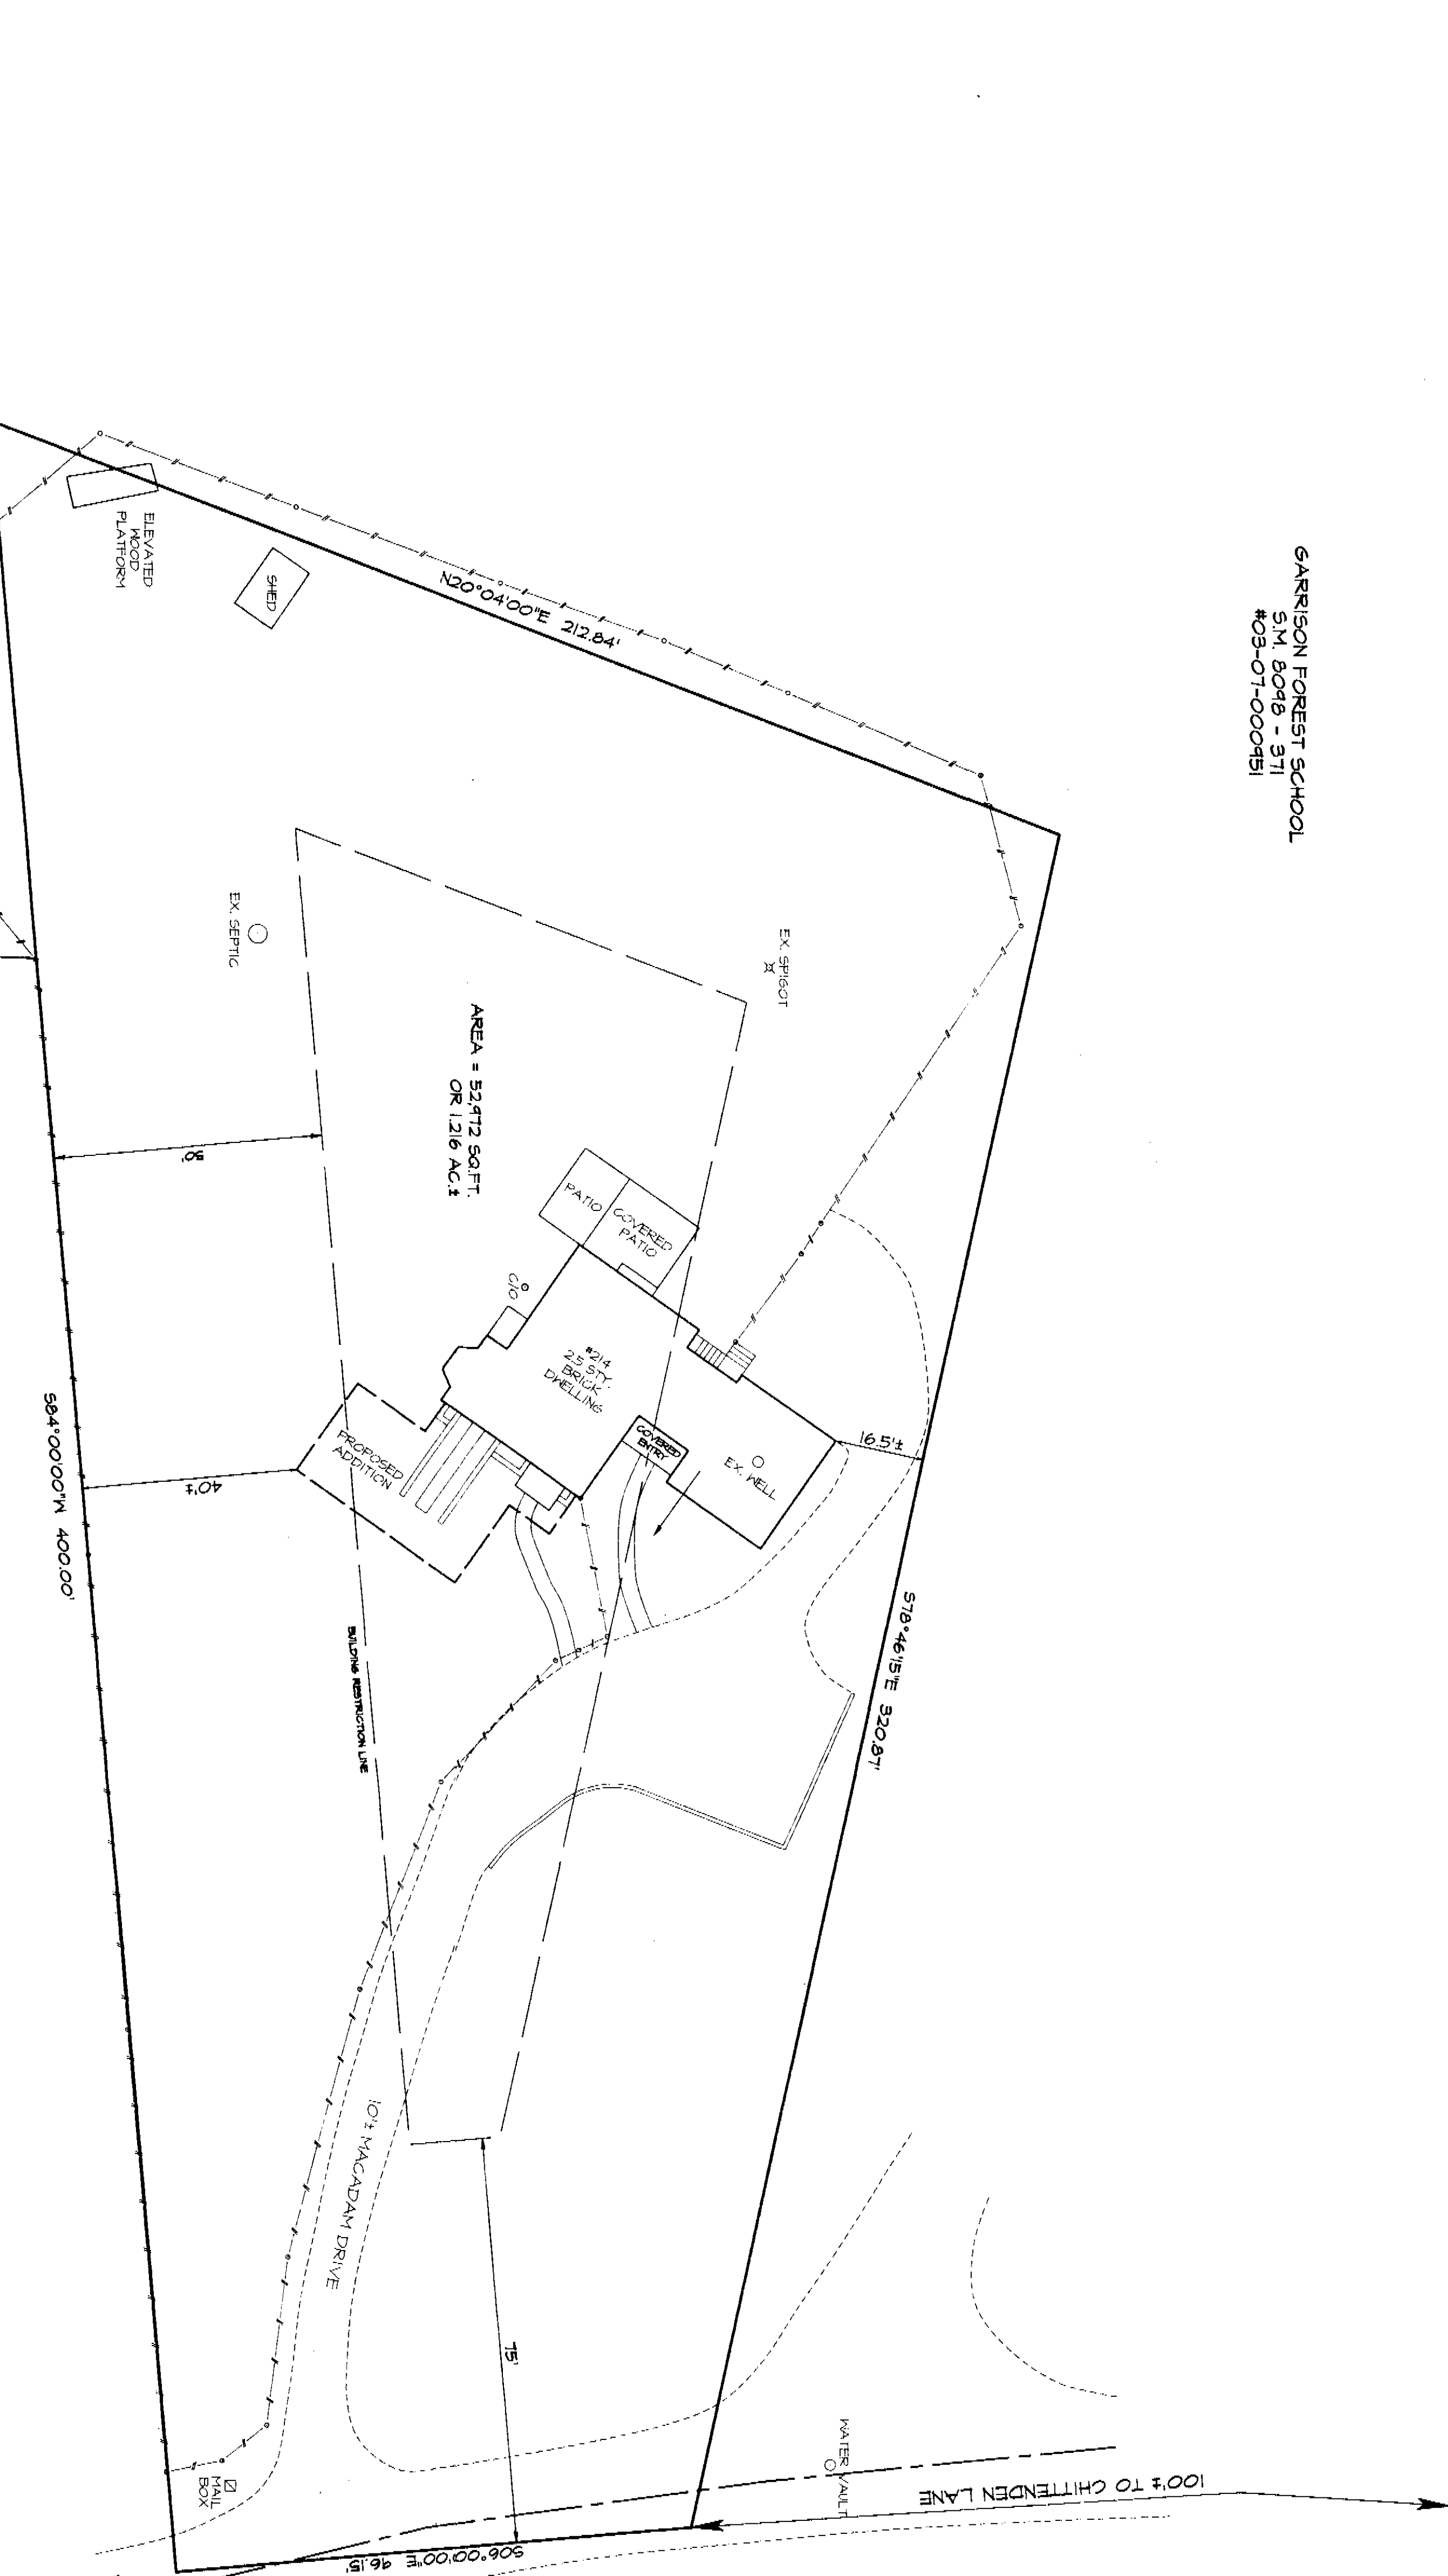 GARRISON FOREST SCHOOL
S.M. 8098 - 371
#03-07-000951
ELEVATED
WOOD
PLATFORM
SHED
N20°04'00"E 212.84'
EX. SEPTIC
EX. SPIGOT
AREA = 52,972 SQ.FT.
OR 1.216 AC.±
50'
PATIO
COVERED
PATIO
C/O
#214
2.5 STY.
BRICK
DWELLING
COVERED
ENTRY
EX. WELL
16.5'±
PROPOSED
ADDITION
40'±
S84°00'00"W 400.00'
S78°46'15"E 320.87'
BUILDING RESTRICTION LINE
10'± MACADAM DRIVE
75'
WATER VAULT
MAIL
BOX
100'± TO CHITTENDEN LANE
S06°00'00"E 96.15'